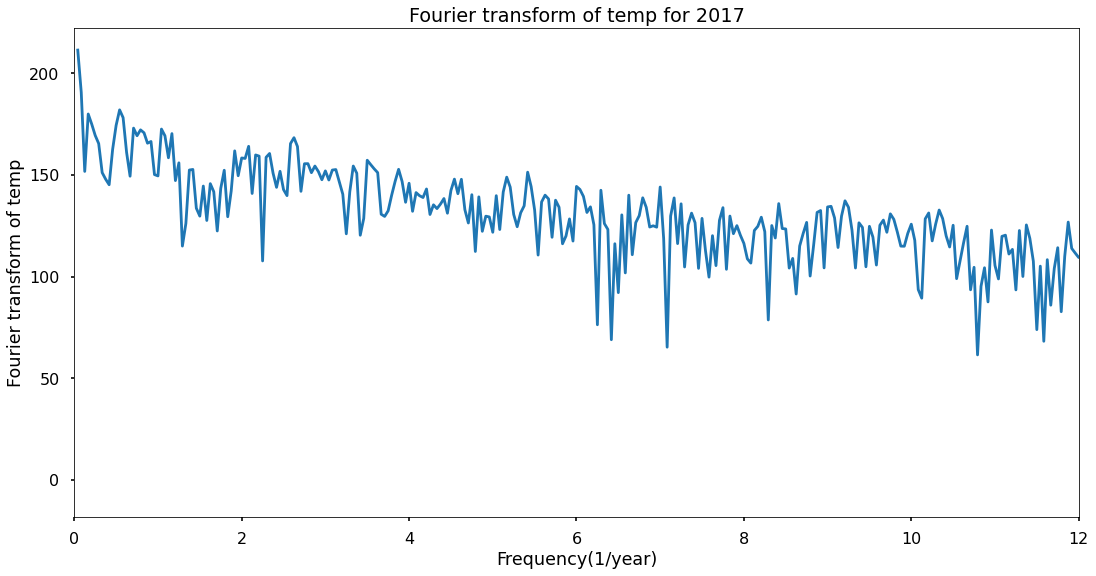 Fourier transform of temp for 2017
Fourier transform of temp
200
150
100
50
0
0 2 4 6 8 10 12
Frequency(1/year)